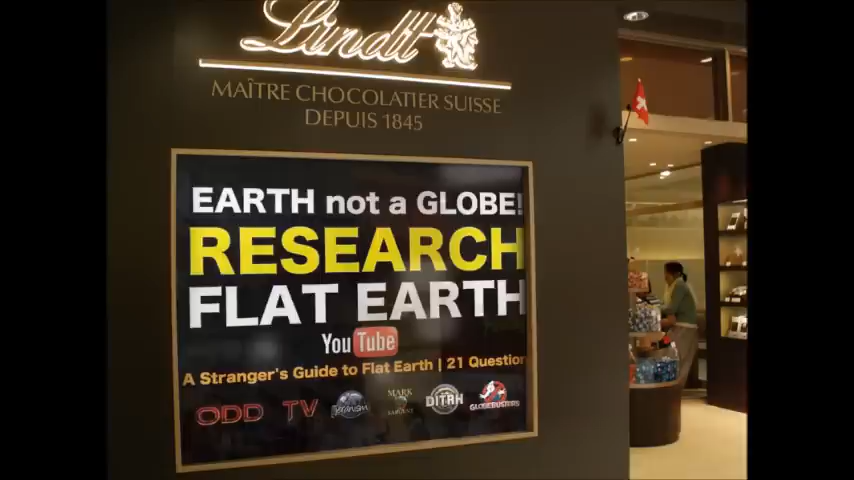 Lindt
MAÎTRE CHOCOLATIER SUISSE
DEPUIS 1845
EARTH not a GLOBE!
RESEARCH
FLAT EARTH
YouTube
A Stranger's Guide to Flat Earth | 21 Question
ODD TV
MARK
SARGENT
DITRH
GLOBEBUSTERS